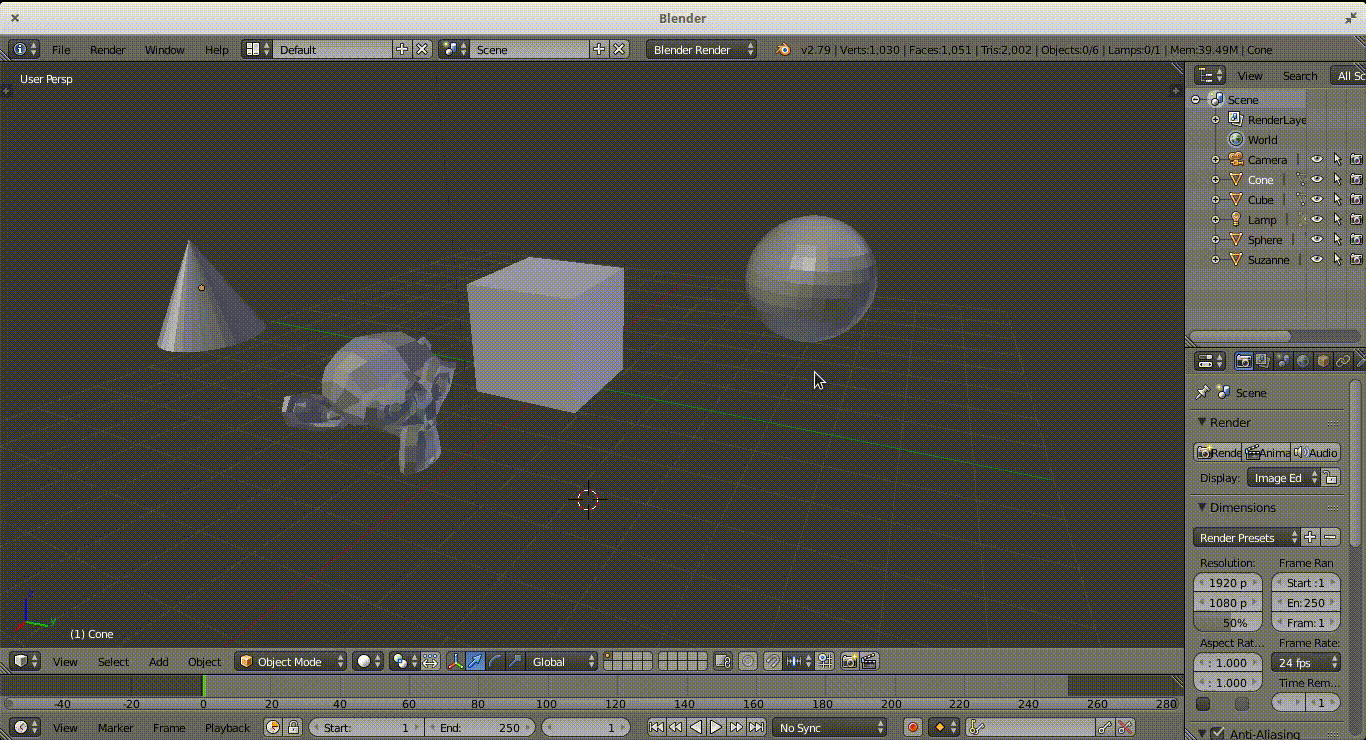 Blender
File Render Window Help Default Scene Blender Render v2.79 | Verts:1,030 | Faces:1,051 | Tris:2,002 | Objects:0/6 | Lamps:0/1 | Mem:39.49M | Cone
User Persp
View Search All Sc
Scene
RenderLaye
World
Camera
Cone
Cube
Lamp
Sphere
Suzanne
Scene
Render
Rende Anima Audio
Display: Image Ed
Dimensions
Render Presets
Resolution: Frame Ran
1920 p Start :1
1080 p En: 250
50% Fram: 1
Aspect Rat... Frame Rate:
: 1.000 24 fps
: 1.000 Time Rem...
1
Anti-Aliasing
z
y
(1) Cone
View Select Add Object Object Mode Global
-40 -20 0 20 40 60 80 100 120 140 160 180 200 220 240 260 280
View Marker Frame Playback Start: 1 End: 250 1 No Sync